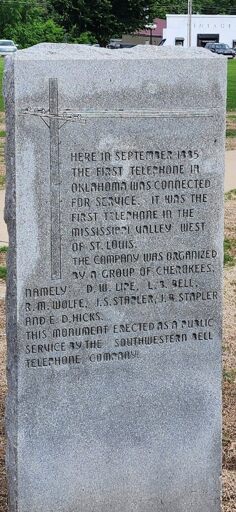 VINTAGE
HERE IN SEPTEMBER 1885
THE FIRST TELEPHONE IN
OKLAHOMA WAS CONNECTED
FOR SERVICE. IT WAS THE
FIRST TELEPHONE IN THE
MISSISSIPPI VALLEY WEST
OF ST. LOUIS.
THE COMPANY WAS ORGANIZED
BY A GROUP OF CHEROKEES,
NAMELY D. W. LIPE, L. B. BELL,
R. M. WOLFE, J. S. STAPLER, J. B. STAPLER
AND E. D. HICKS.
THIS MONUMENT ERECTED AS A PUBLIC
SERVICE BY THE SOUTHWESTERN BELL
TELEPHONE COMPANY